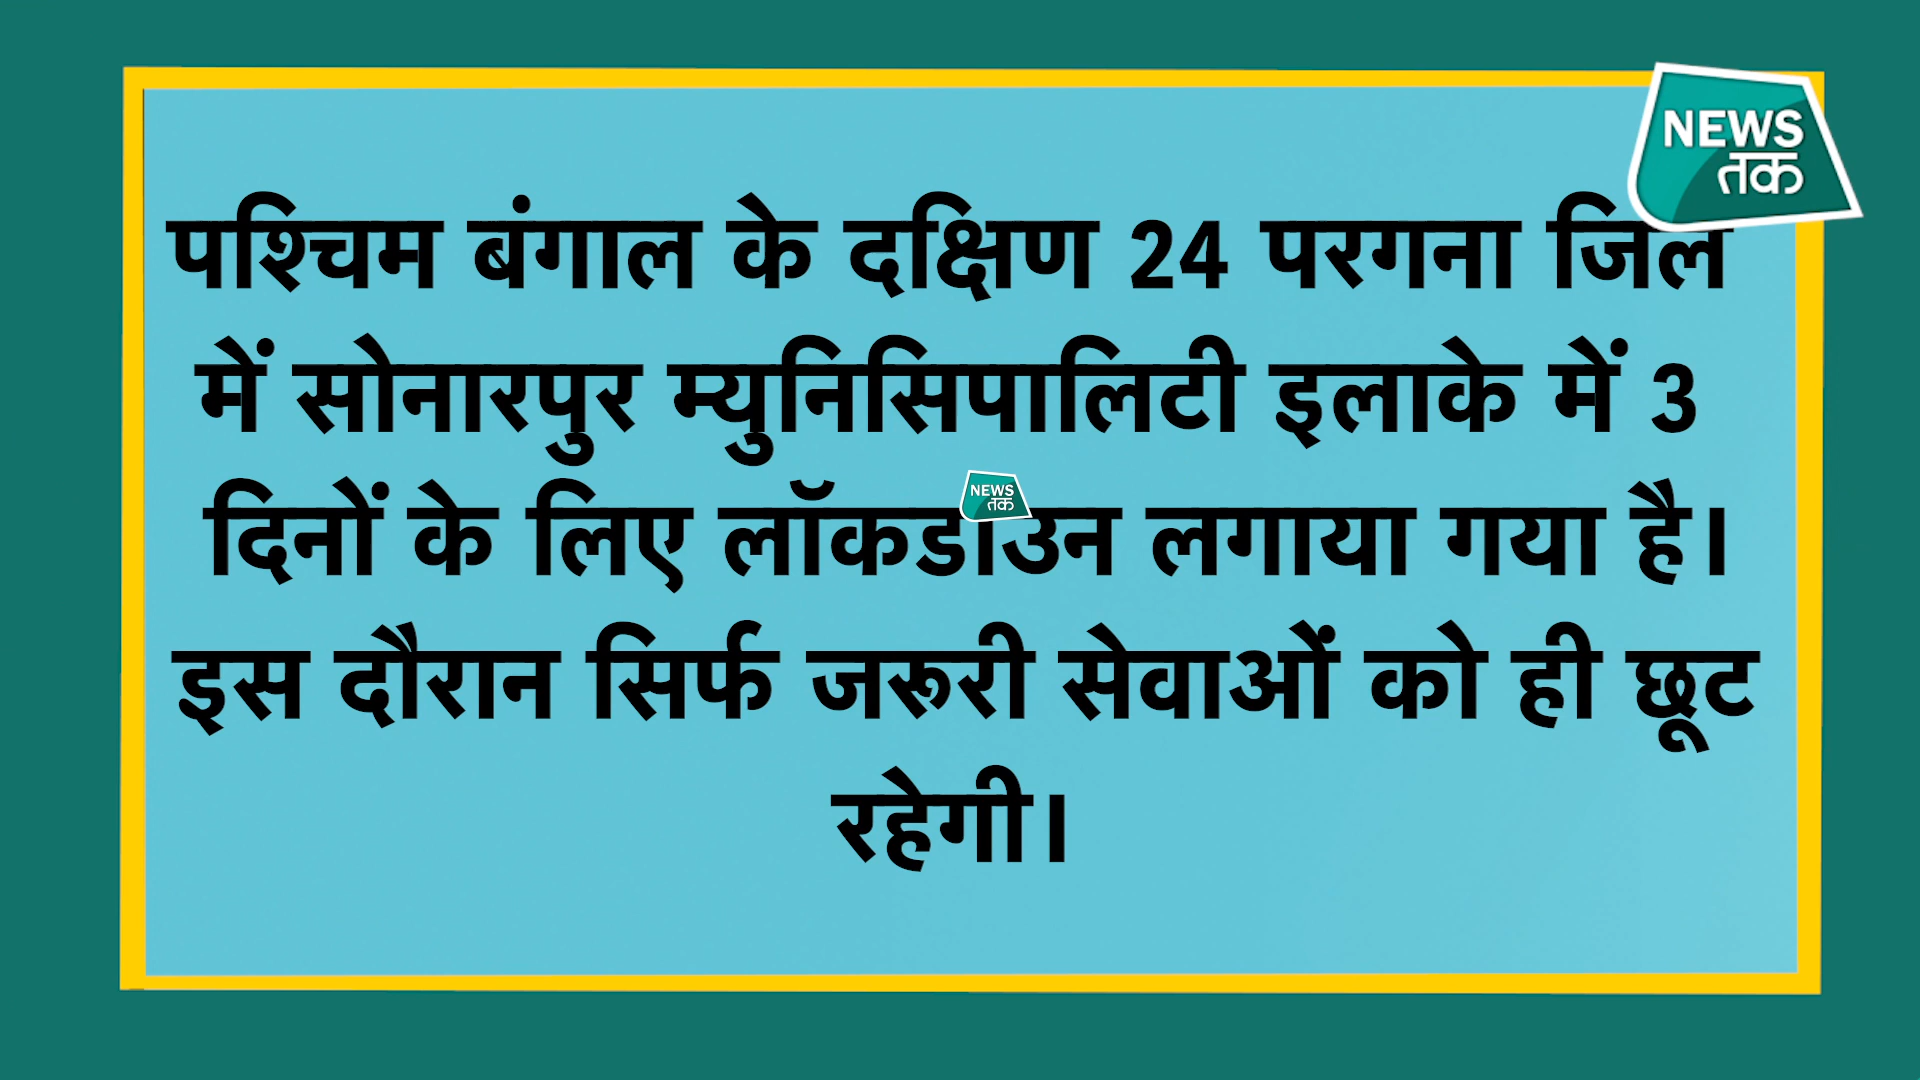 NEWS
तक
पश्चिम बंगाल के दक्षिण 24 परगना जिले
में सोनारपुर म्युनिसिपालिटी इलाके में 3
NEWS
तक
दिनों के लिए लॉकडाउन लगाया गया है।
इस दौरान सिर्फ जरूरी सेवाओं को ही छूट
रहेगी।